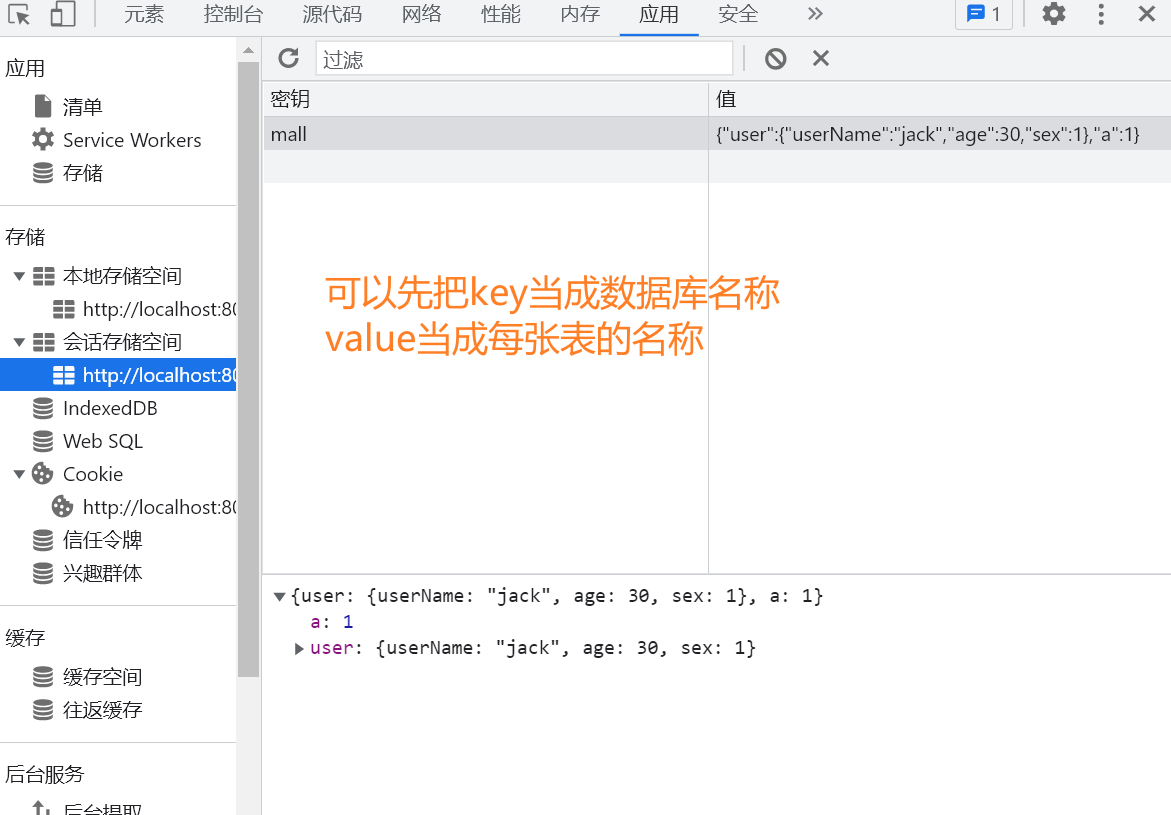 元素 控制台 源代码 网络 性能 内存 应用 安全 1
过滤
应用
清单
Service Workers
存储
存储
本地存储空间
http://localhost:80
会话存储空间
http://localhost:80
IndexedDB
Web SQL
Cookie
http://localhost:80
信任令牌
兴趣群体
缓存
缓存空间
往返缓存
后台服务
后台提取
密钥 值
mall {"user":{"userName":"jack","age":30,"sex":1},"a":1}
可以先把key当成数据库名称
value当成每张表的名称
{user: {userName: "jack", age: 30, sex: 1}, a: 1}
a: 1
user: {userName: "jack", age: 30, sex: 1}